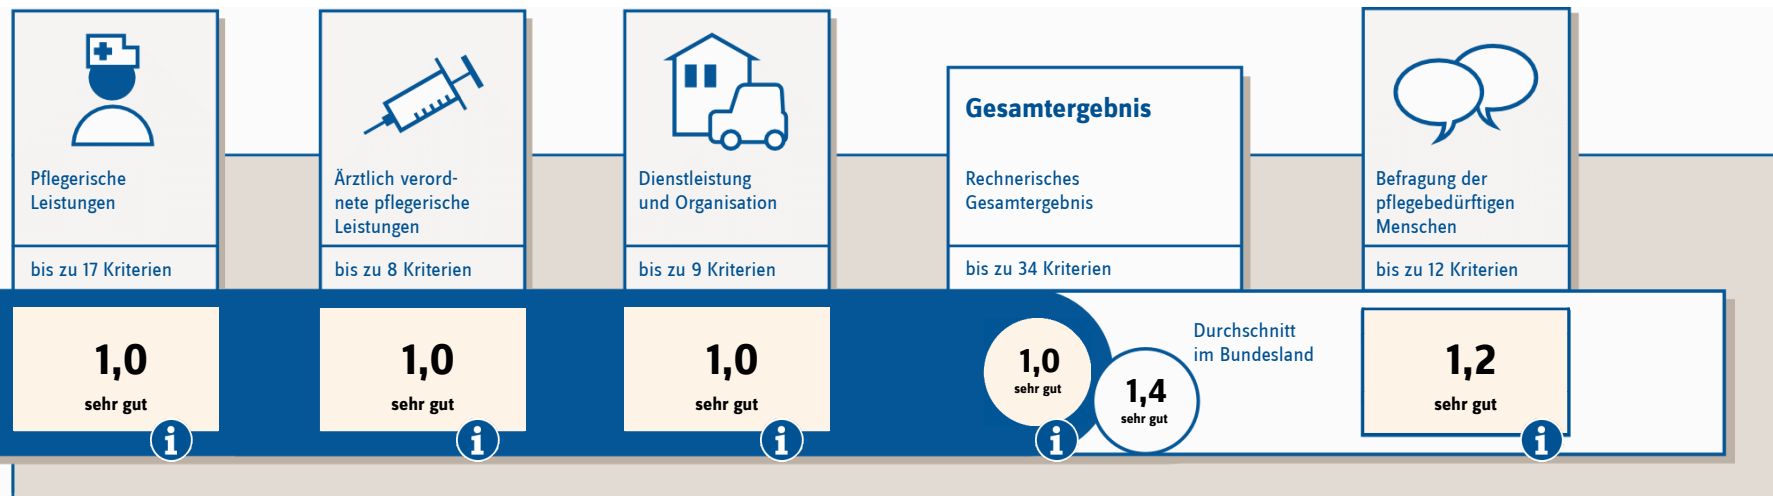 Pflegerische
Leistungen
bis zu 17 Kriterien
1,0
sehr gut
i
Ärztlich verord-
nete pflegerische
Leistungen
bis zu 8 Kriterien
1,0
sehr gut
i
Dienstleistung
und Organisation
bis zu 9 Kriterien
1,0
sehr gut
i
Gesamtergebnis
Rechnerisches
Gesamtergebnis
bis zu 34 Kriterien
1,0
sehr gut
i
Durchschnitt
im Bundesland
1,4
sehr gut
Befragung der
pflegebedürftigen
Menschen
bis zu 12 Kriterien
1,2
sehr gut
i